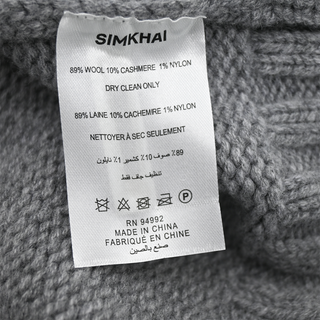 SIMKHAI
89% WOOL 10% CASHMERE 1% NYLON
DRY CLEAN ONLY
89% LAINE 10% CACHEMIRE 1% NYLON
NETTOYER À SEC SEULEMENT
89٪ صوف 10٪ كشمير 1٪ نايلون
تنظيف جاف فقط
P
RN 94992
MADE IN CHINA
FABRIQUÉ EN CHINE
صنع بالصين